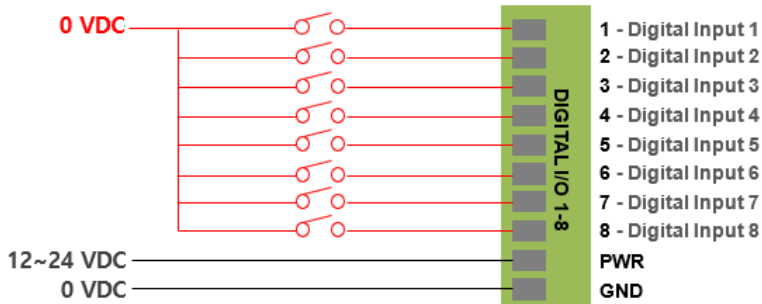 0 VDC
1 - Digital Input 1
2 - Digital Input 2
3 - Digital Input 3
4 - Digital Input 4
5 - Digital Input 5
6 - Digital Input 6
7 - Digital Input 7
8 - Digital Input 8
DIGITAL I/O 1-8
12~24 VDC
PWR
0 VDC
GND